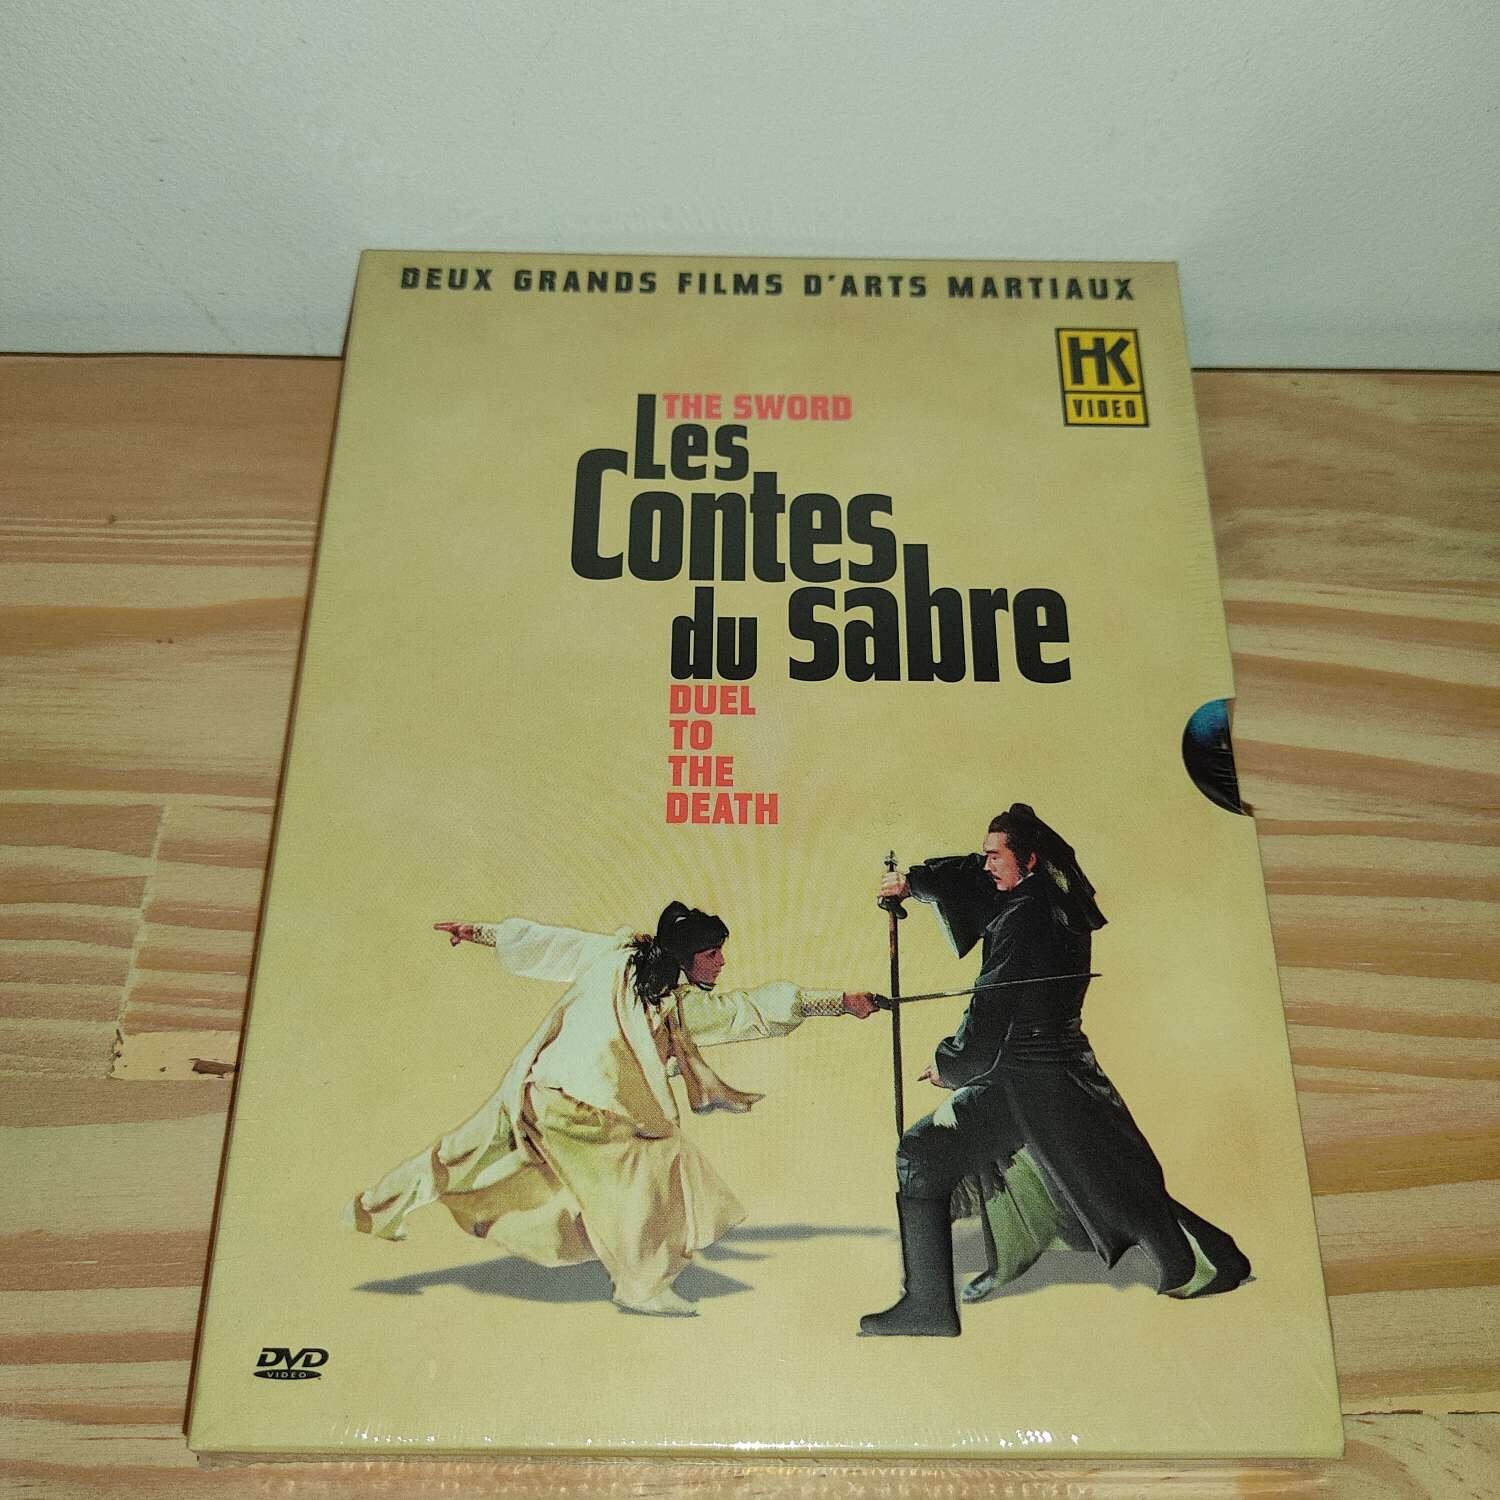 DEUX GRANDS FILMS D'ARTS MARTIAUX
HK
VIDEO
THE SWORD
Les
Contes
du sabre
DUEL
TO
THE
DEATH
DVD
VIDEO